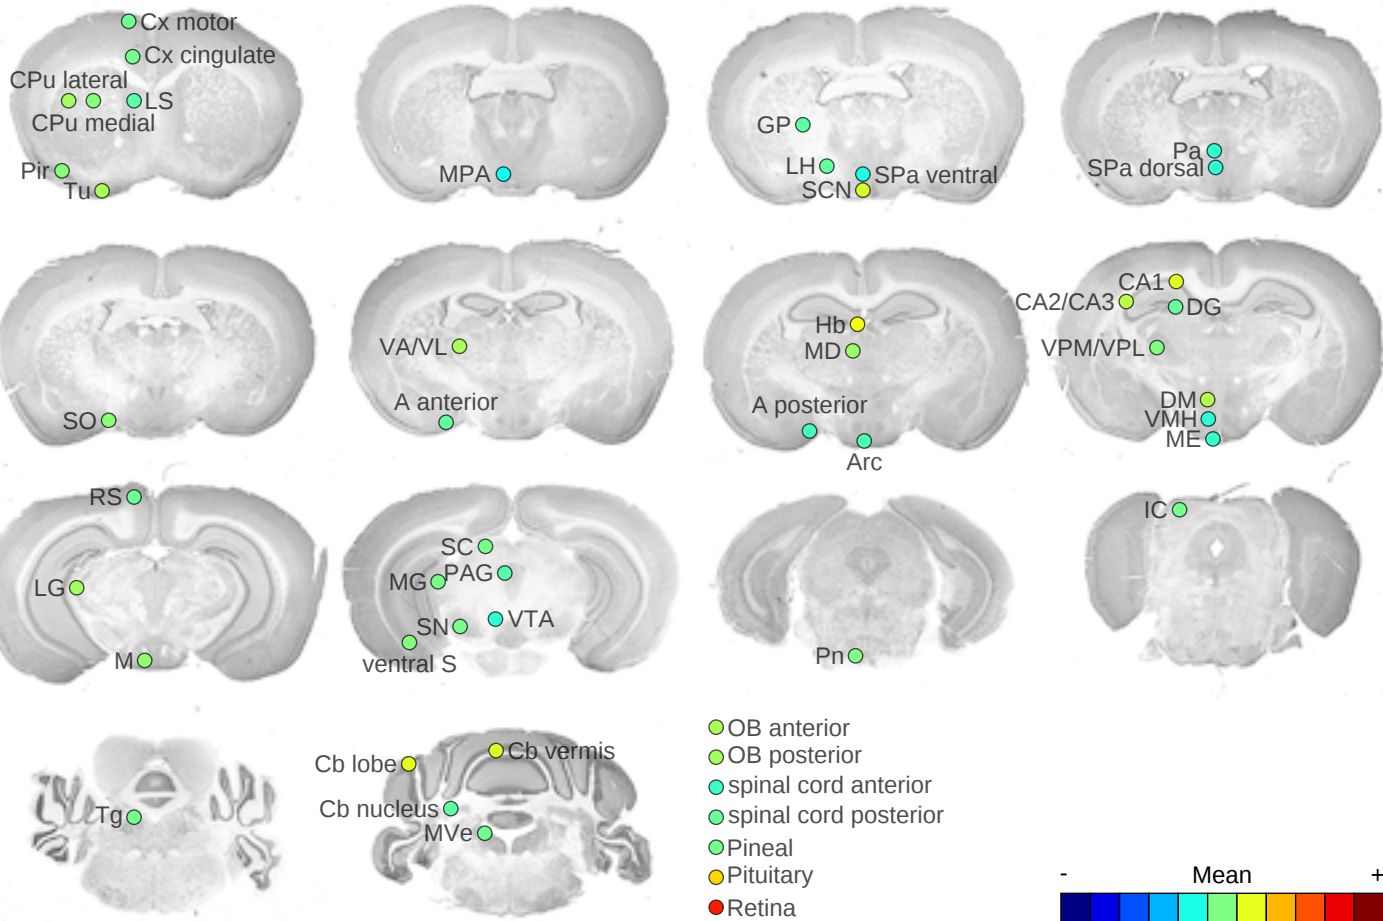 Cx motor
Cx cingulate
CPu lateral
LS
CPu medial
Pir
Tu
MPA
GP
LH
SPa ventral
SCN
Pa
SPa dorsal
SO
VA/VL
A anterior
Hb
MD
A posterior
Arc
CA1
CA2/CA3
DG
VPM/VPL
DM
VMH
ME
RS
LG
M
SC
PAG
MG
VTA
SN
ventral S
Pn
IC
Tg
Cb lobe
Cb vermis
Cb nucleus
MVe
OB anterior
OB posterior
spinal cord anterior
spinal cord posterior
Pineal
Pituitary
Retina
- Mean +